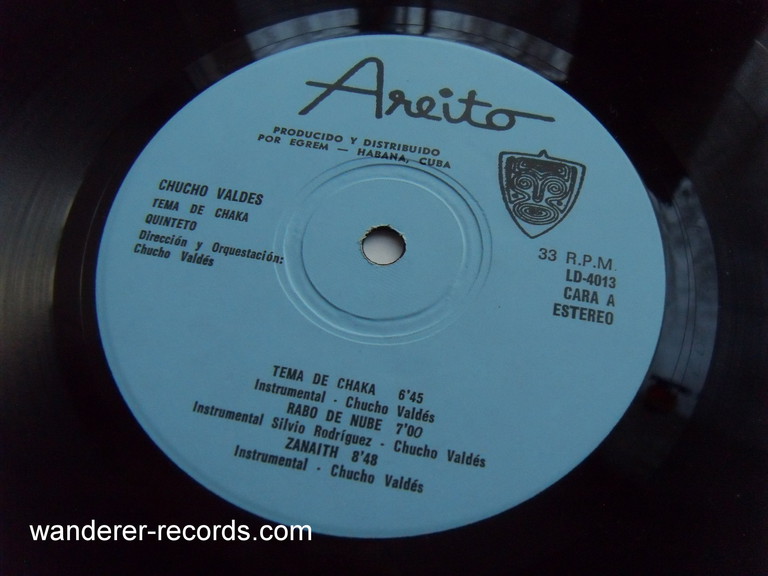 Areito
PRODUCIDO Y DISTRIBUIDO
POR EGREM — HABANA, CUBA
CHUCHO VALDES
TEMA DE CHAKA
QUINTETO
Dirección y Orquestación:
Chucho Valdés
33 R.P.M.
LD-4013
CARA A
ESTEREO
TEMA DE CHAKA 6'45
Instrumental - Chucho Valdés
RABO DE NUBE 7'00
Instrumental Silvio Rodríguez - Chucho Valdés
ZANAITH 8'48
Instrumental - Chucho Valdés
wanderer-records.com